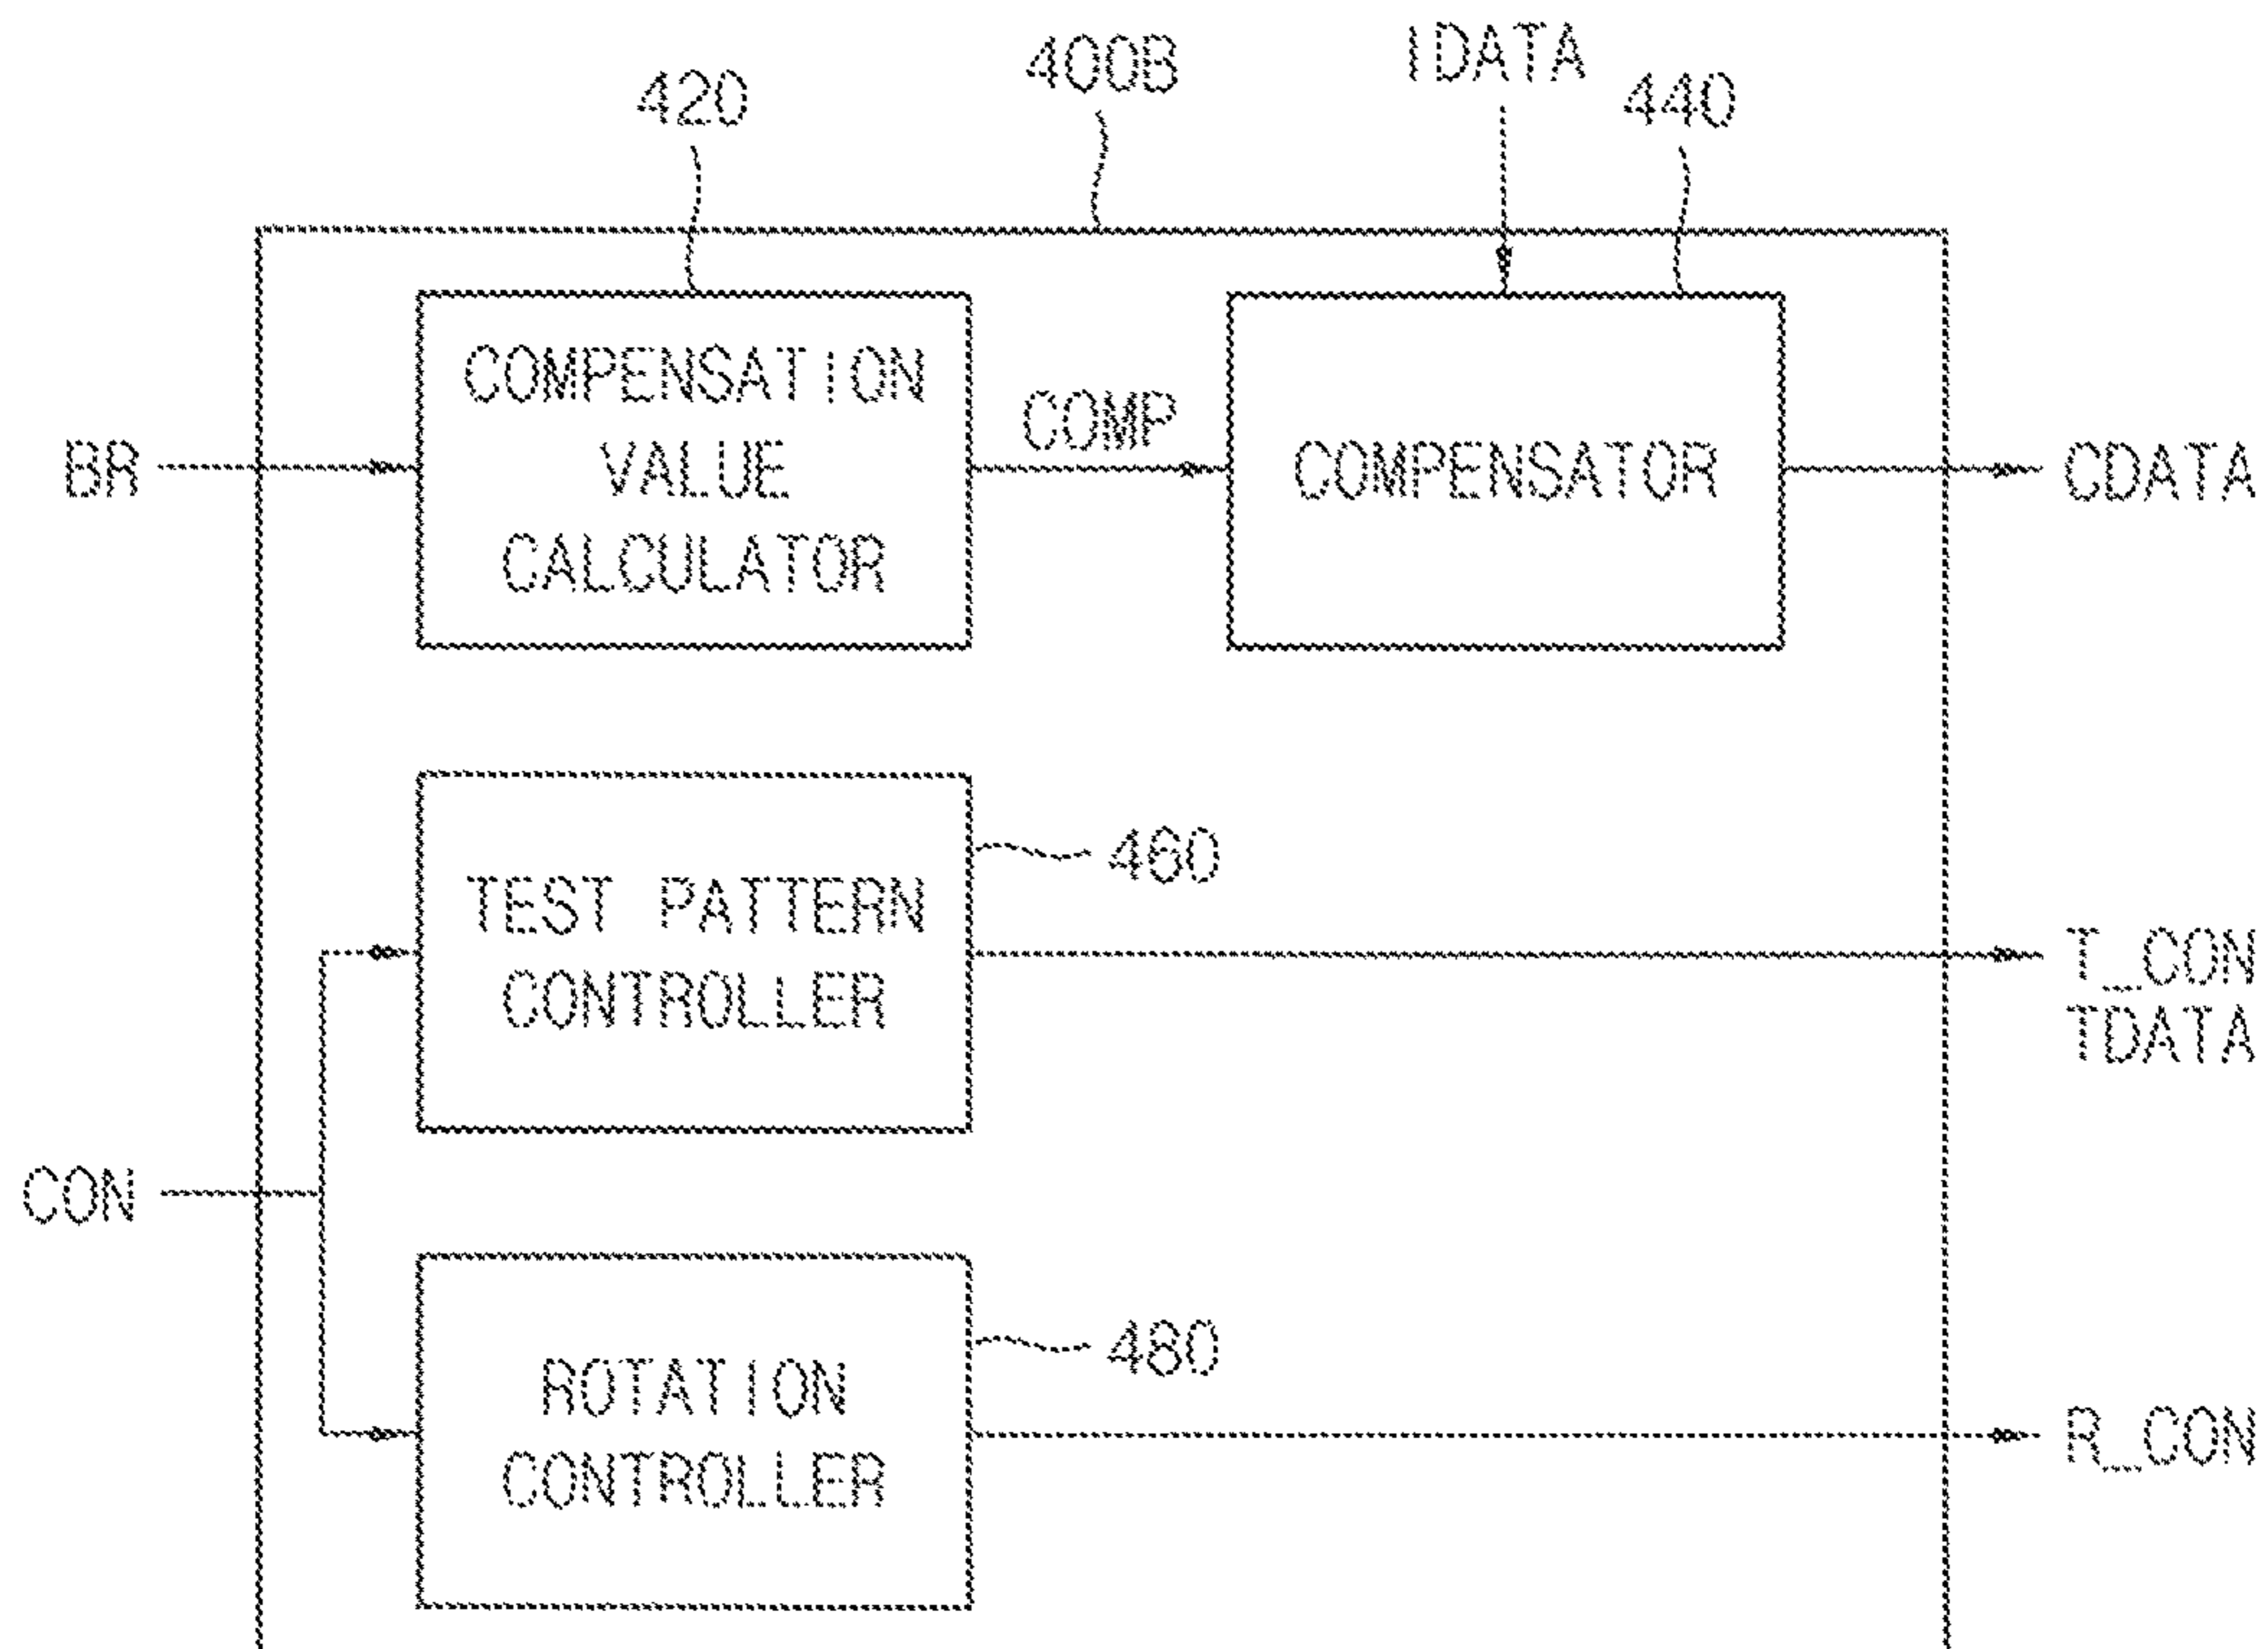 420
400B
IDATA
440
COMPENSATION
VALUE
CALCULATOR
BR
COMP
COMPENSATOR
CDATA
TEST PATTERN
CONTROLLER
460
T_CON
TDATA
CON
ROTATION
CONTROLLER
480
R_CON